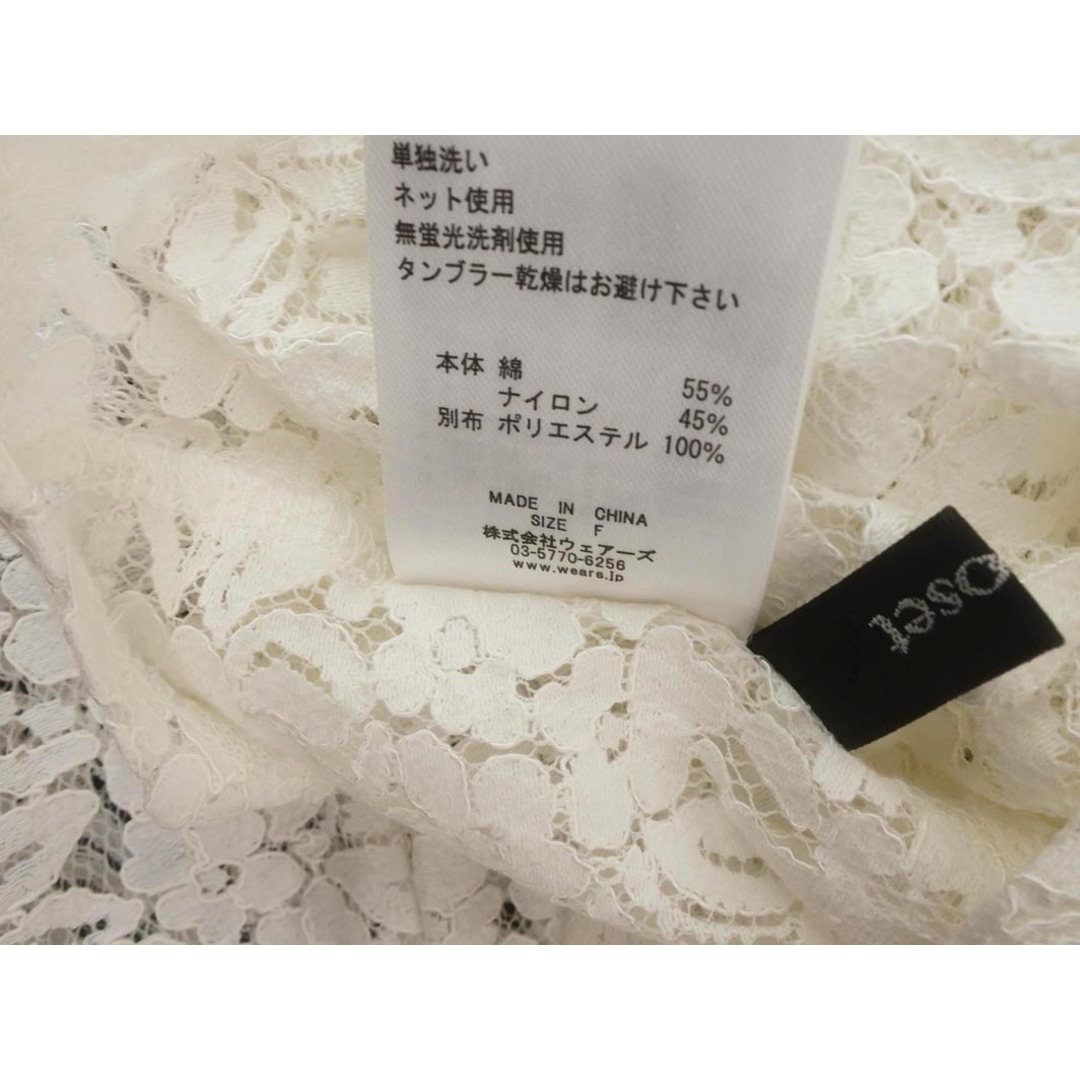 単独洗い
ネット使用
無蛍光洗剤使用
タンブラー乾燥はお避け下さい
本体 綿 55%
ナイロン 45%
別布 ポリエステル 100%
MADE IN CHINA
SIZE F
株式会社ウェアーズ
03-5770-6256
www.wears.jp